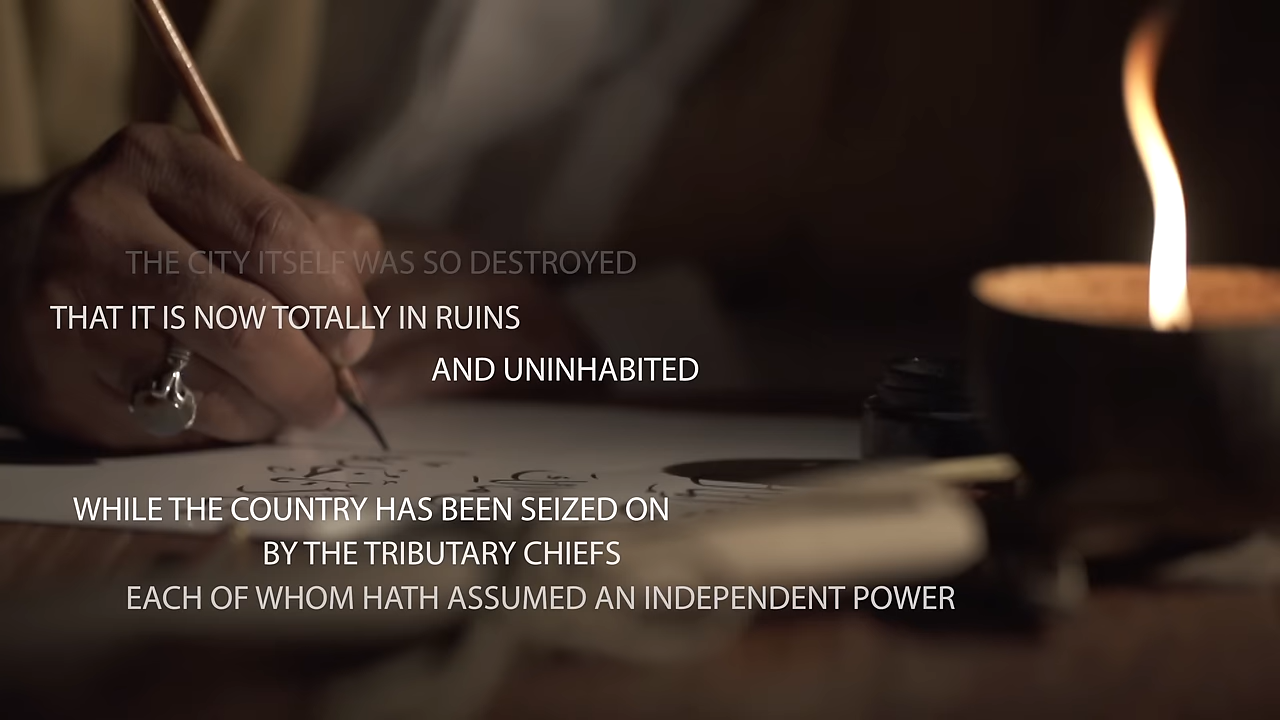 THE CITY ITSELF WAS SO DESTROYED
THAT IT IS NOW TOTALLY IN RUINS
AND UNINHABITED
WHILE THE COUNTRY HAS BEEN SEIZED ON
BY THE TRIBUTARY CHIEFS
EACH OF WHOM HATH ASSUMED AN INDEPENDENT POWER